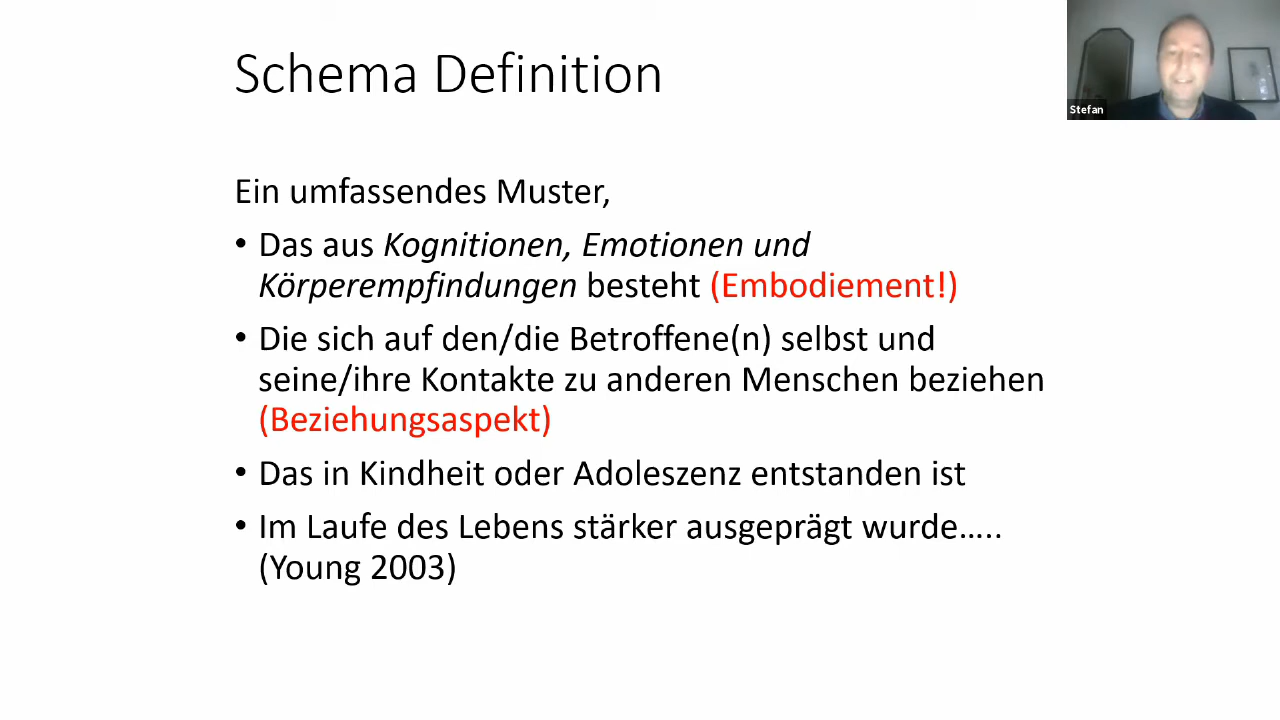 Schema Definition
Stefan
Ein umfassendes Muster,
• Das aus Kognitionen, Emotionen und
Körperempfindungen besteht (Embodiement!)
• Die sich auf den/die Betroffene(n) selbst und
seine/ihre Kontakte zu anderen Menschen beziehen
(Beziehungsaspekt)
• Das in Kindheit oder Adoleszenz entstanden ist
• Im Laufe des Lebens stärker ausgeprägt wurde.....
(Young 2003)